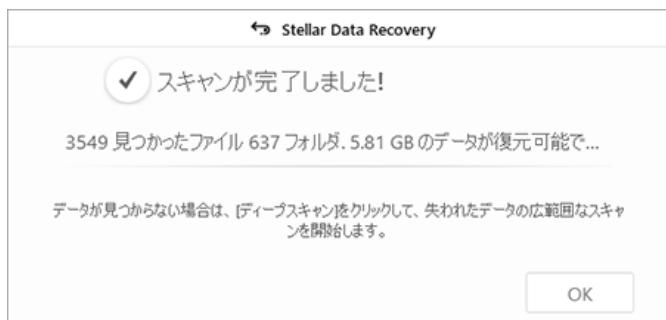 Stellar Data Recovery
スキャンが完了しました!
3549 見つかったファイル 637 フォルダ. 5.81 GB のデータが復元可能で...
データが見つからない場合は、[ディープスキャン]をクリックして、失われたデータの広範囲なスキャ
ンを開始します。
OK